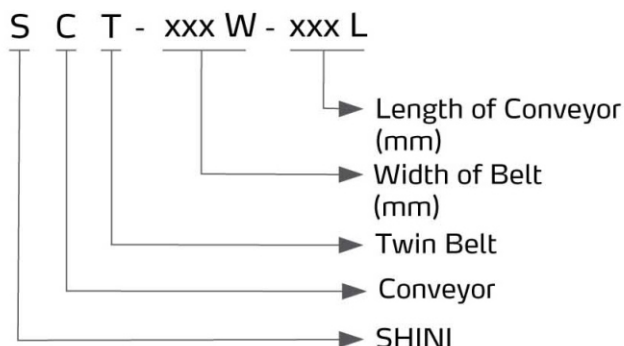 S C T - xxx W - xxx L
Length of Conveyor
(mm)
Width of Belt
(mm)
Twin Belt
Conveyor
SHINI